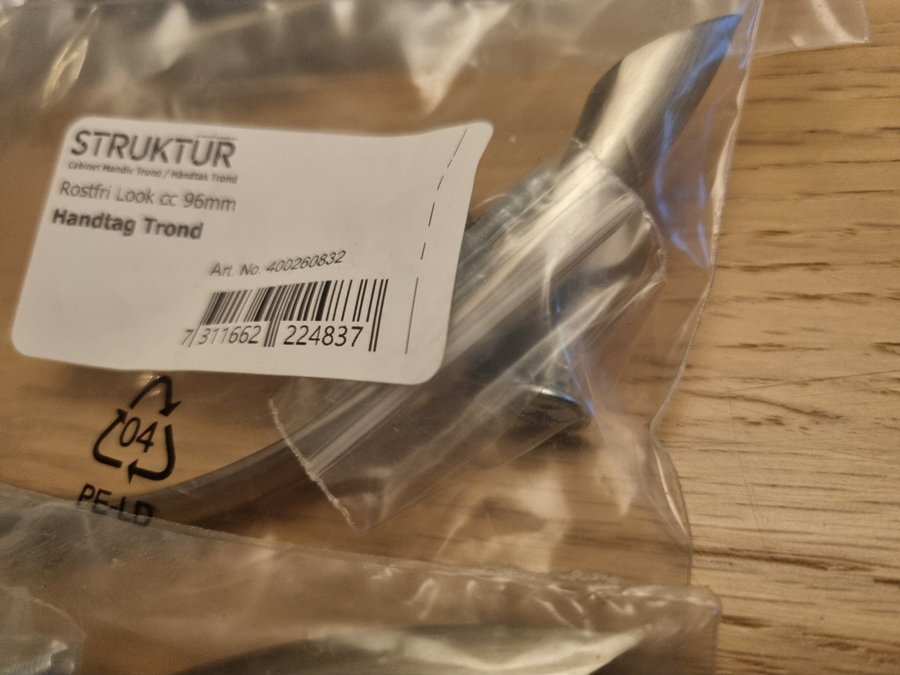 STRUKTUR
Cabinet Handle Trond / Håndtak Trond
Rostfri Look cc 96mm
Handtag Trond
Art. No 400260832
7 311662 224837
04
PE-LD